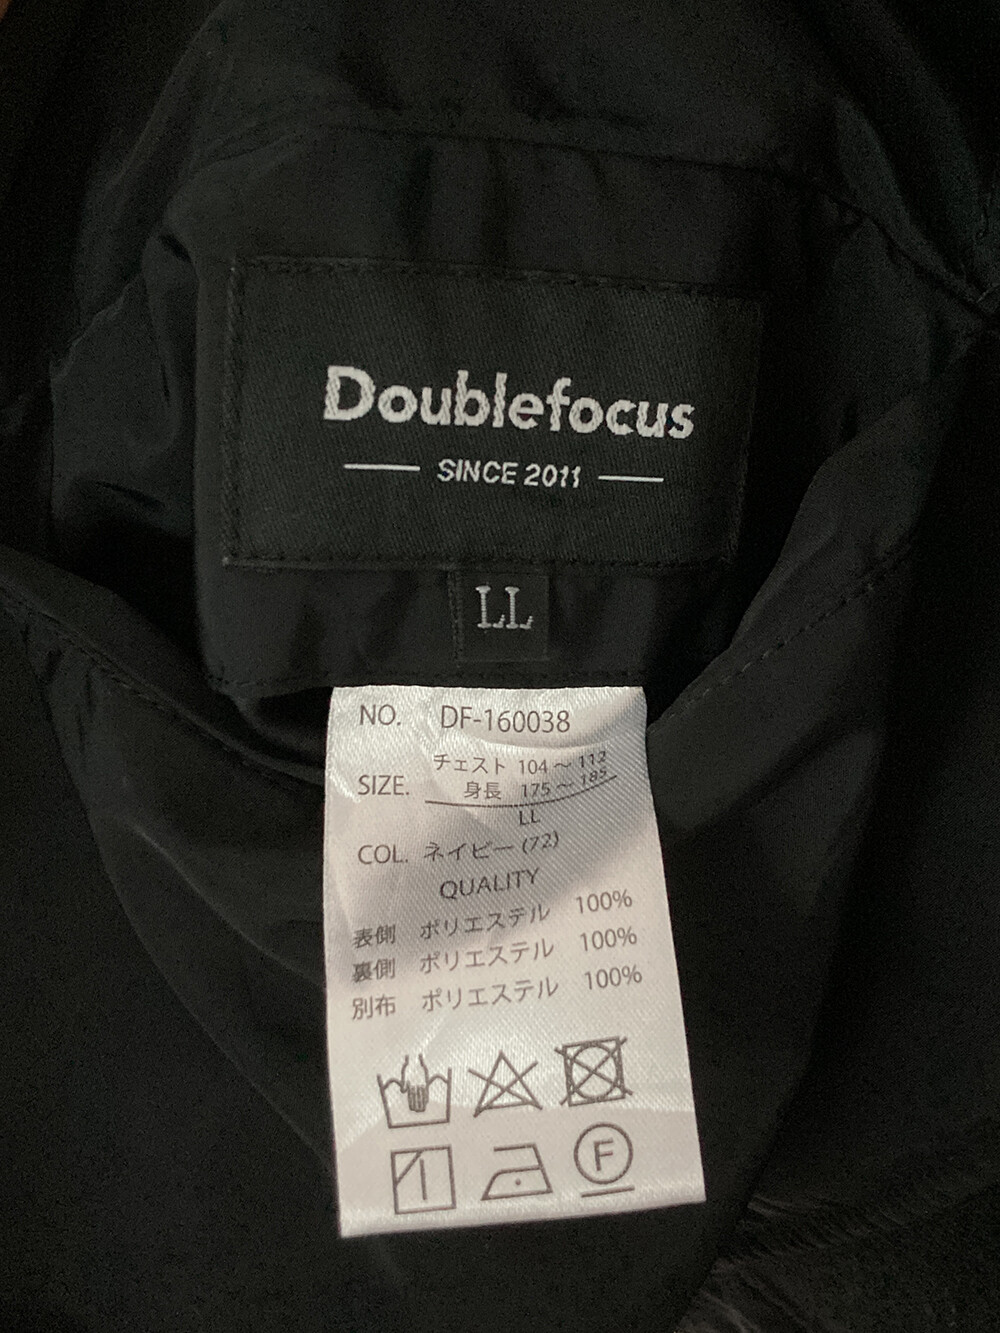 Doublefocus
SINCE 2011
LL
NO. DF-160038
SIZE. チェスト 104～112
身長 175～185
LL
COL. ネイビー (72)
QUALITY
表側 ポリエステル 100%
裏側 ポリエステル 100%
別布 ポリエステル 100%
F